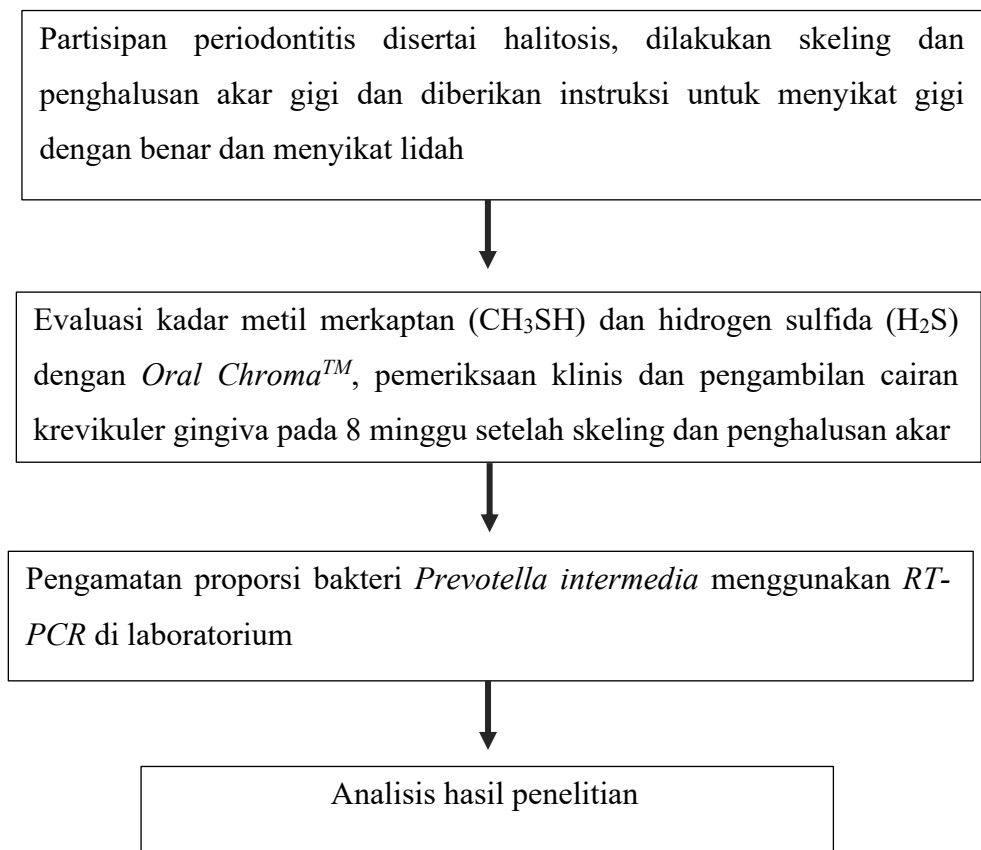 Partisipan periodontitis disertai halitosis, dilakukan skeling dan
penghalusan akar gigi dan diberikan instruksi untuk menyikat gigi
dengan benar dan menyikat lidah
Evaluasi kadar metil merkaptan (CH₃SH) dan hidrogen sulfida (H₂S)
dengan Oral Chroma™, pemeriksaan klinis dan pengambilan cairan
krevikuler gingiva pada 8 minggu setelah skeling dan penghalusan akar
Pengamatan proporsi bakteri Prevotella intermedia menggunakan RT-
PCR di laboratorium
Analisis hasil penelitian